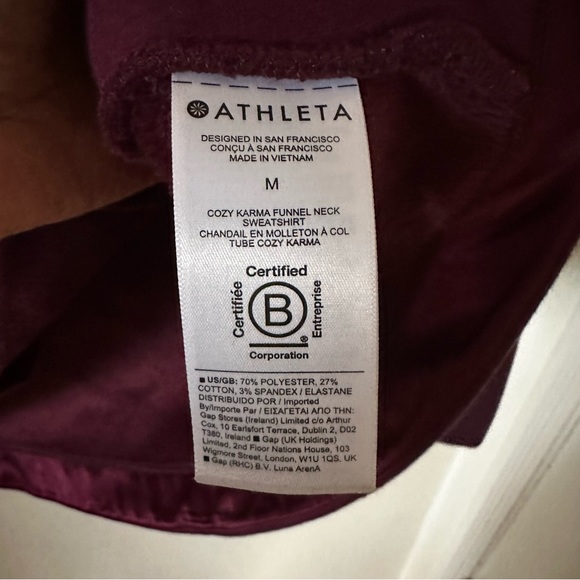 ATHLETA
DESIGNED IN SAN FRANCISCO
CONÇU À SAN FRANCISCO
MADE IN VIETNAM
M
COZY KARMA FUNNEL NECK
SWEATSHIRT
CHANDAIL EN MOLLETON À COL
TUBE COZY KARMA
Certified
Certifiée
B
Entreprise
®
Corporation
■ US/GB: 70% POLYESTER, 27%
COTTON, 3% SPANDEX / ELASTANE
DISTRIBUIDO POR / Imported
By/Importe Par / ΕΙΣΑΓΕΤΑΙ ΑΠΟ ΤΗΝ:
Gap Stores (Ireland) Limited c/o Arthur
Cox, 10 Earlsfort Terrace, Dublin 2, D02
T380, Ireland ■ Gap (UK Holdings)
Limited, 2nd Floor Nations House, 103
Wigmore Street, London, W1U 1QS, UK
■ Gap (RHC) B.V. Luna ArenA